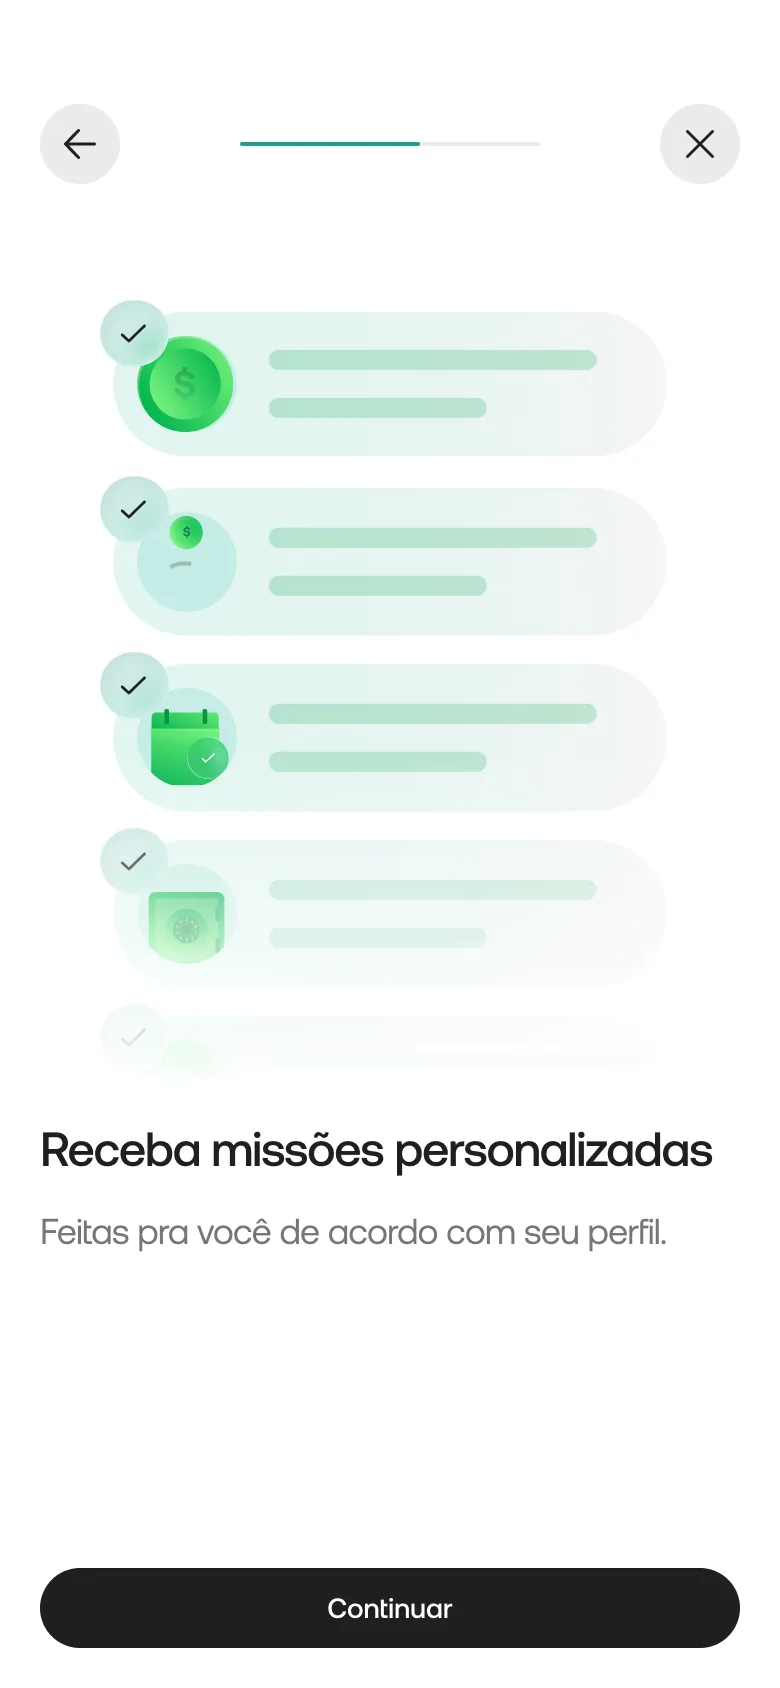 $
$
Receba missões personalizadas
Feitas pra você de acordo com seu perfil.
Continuar